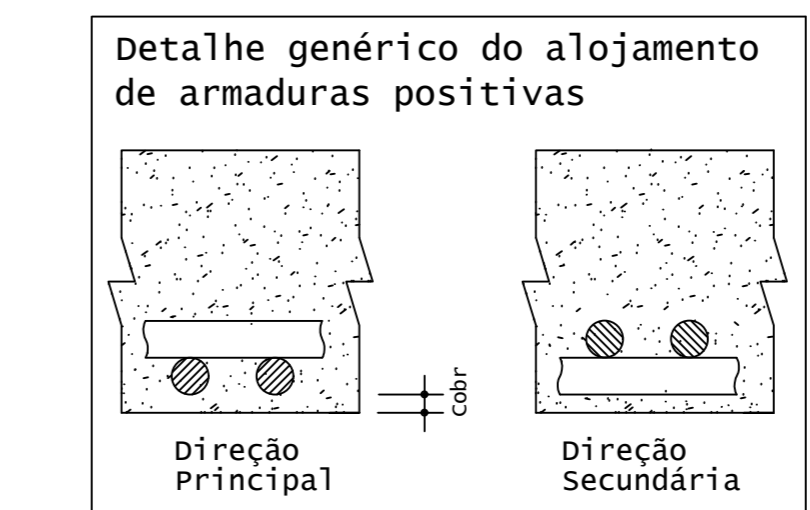 Detalhe genérico do alojamento
de armaduras positivas
Cobr
Direção
Principal
Direção
Secundária